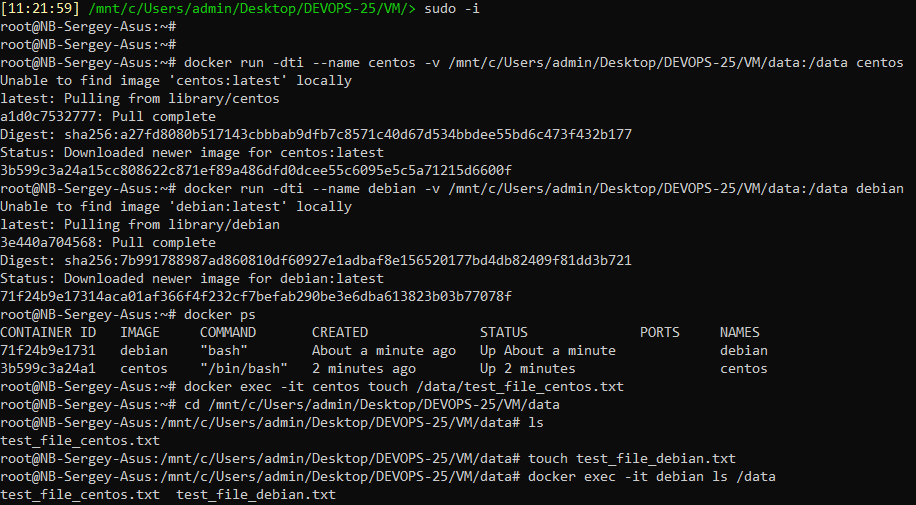 [11:21:59] /mnt/c/Users/admin/Desktop/DEVOPS-25/VM/> sudo -i
root@NB-Sergey-Asus:~#
root@NB-Sergey-Asus:~#
root@NB-Sergey-Asus:~# docker run -dti --name centos -v /mnt/c/Users/admin/Desktop/DEVOPS-25/VM/data:/data centos
Unable to find image 'centos:latest' locally
latest: Pulling from library/centos
a1d0c7532777: Pull complete
Digest: sha256:a27fd8080b517143cbbbab9dfb7c8571c40d67d534bbdee55bd6c473f432b177
Status: Downloaded newer image for centos:latest
3b599c3a24a15cc808622c871ef89a486dfd0dcee55c6095e5c5a71215d6600f
root@NB-Sergey-Asus:~# docker run -dti --name debian -v /mnt/c/Users/admin/Desktop/DEVOPS-25/VM/data:/data debian
Unable to find image 'debian:latest' locally
latest: Pulling from library/debian
3e440a704568: Pull complete
Digest: sha256:7b991788987ad860810df60927e1adbaf8e156520177bd4db82409f81dd3b721
Status: Downloaded newer image for debian:latest
71f24b9e17314aca01af366f4f232cf7befab290be3e6dba613823b03b77078f
root@NB-Sergey-Asus:~# docker ps
CONTAINER ID   IMAGE     COMMAND       CREATED              STATUS              PORTS     NAMES
71f24b9e1731   debian    "bash"        About a minute ago   Up About a minute             debian
3b599c3a24a1   centos    "/bin/bash"   2 minutes ago        Up 2 minutes                  centos
root@NB-Sergey-Asus:~# docker exec -it centos touch /data/test_file_centos.txt
root@NB-Sergey-Asus:~# cd /mnt/c/Users/admin/Desktop/DEVOPS-25/VM/data
root@NB-Sergey-Asus:/mnt/c/Users/admin/Desktop/DEVOPS-25/VM/data# ls
test_file_centos.txt
root@NB-Sergey-Asus:/mnt/c/Users/admin/Desktop/DEVOPS-25/VM/data# touch test_file_debian.txt
root@NB-Sergey-Asus:/mnt/c/Users/admin/Desktop/DEVOPS-25/VM/data# docker exec -it debian ls /data
test_file_centos.txt  test_file_debian.txt